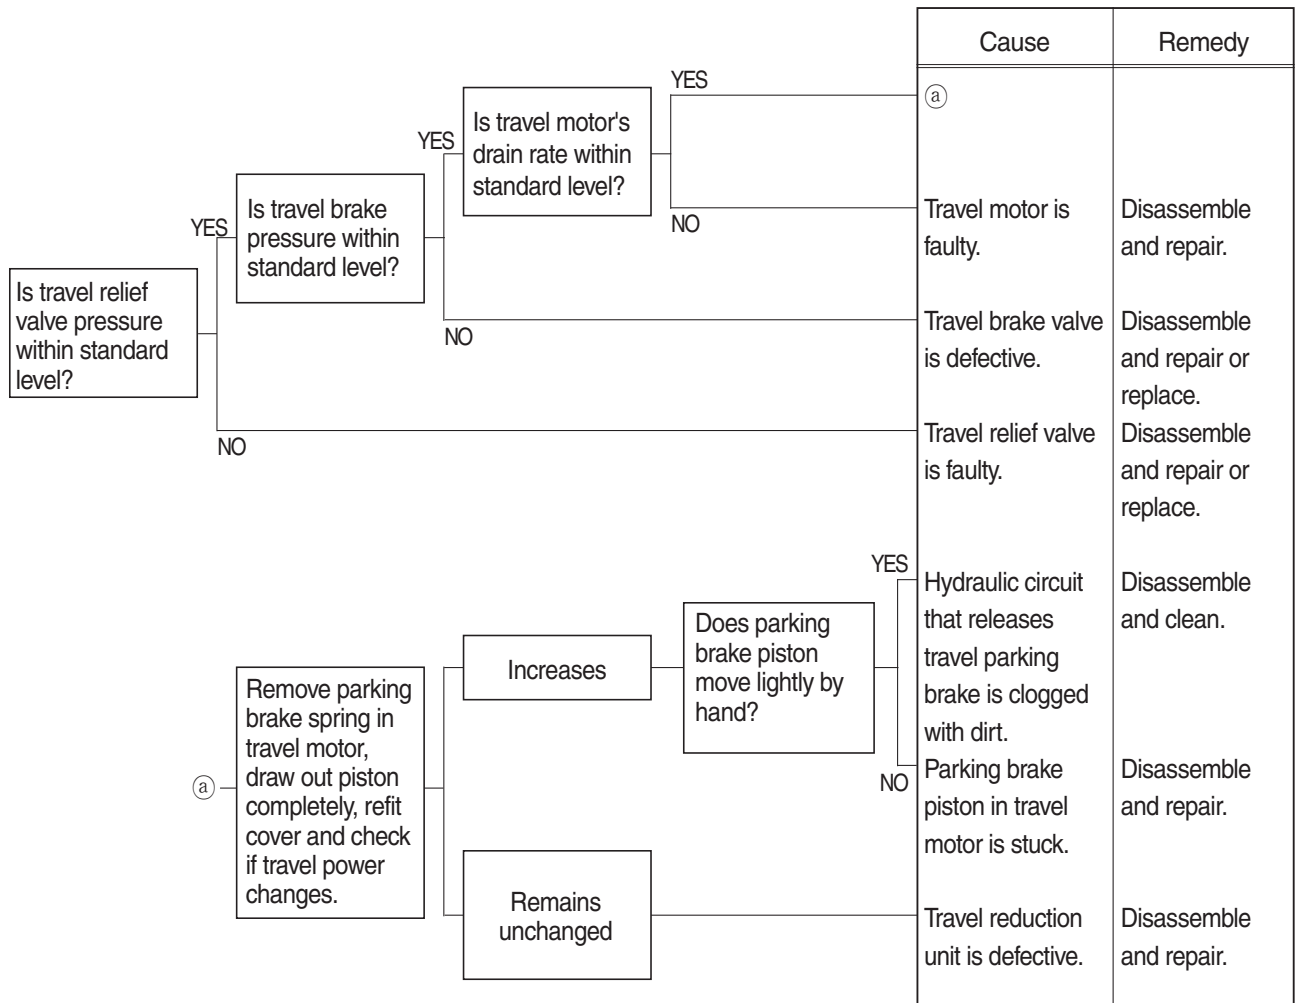 Cause
Remedy
YES
ⓐ
Is travel motor's
drain rate within
standard level?
YES
NO
Travel motor is
faulty.
Disassemble
and repair.
Is travel brake
pressure within
standard level?
YES
NO
Travel brake valve
is defective.
Disassemble
and repair or
replace.
Is travel relief
valve pressure
within standard
level?
NO
Travel relief valve
is faulty.
Disassemble
and repair or
replace.
ⓐ
Remove parking
brake spring in
travel motor,
draw out piston
completely, refit
cover and check
if travel power
changes.
Increases
Does parking
brake piston
move lightly by
hand?
YES
Hydraulic circuit
that releases
travel parking
brake is clogged
with dirt.
Disassemble
and clean.
NO
Parking brake
piston in travel
motor is stuck.
Disassemble
and repair.
Remains
unchanged
Travel reduction
unit is defective.
Disassemble
and repair.